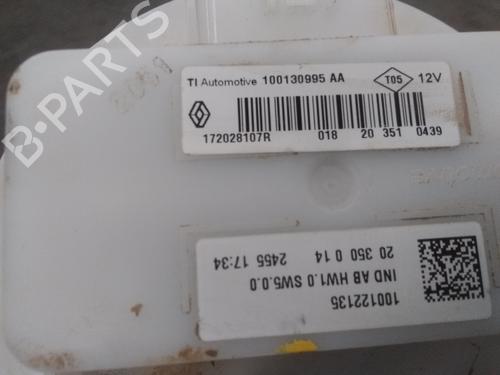 TI Automotive 100130995 AA T05 12V
172028107R 018 20 351 0439
100122135
IND AB HW1.0 SW5.0.0
20 350 0 14 2455 17:34
B-Parts